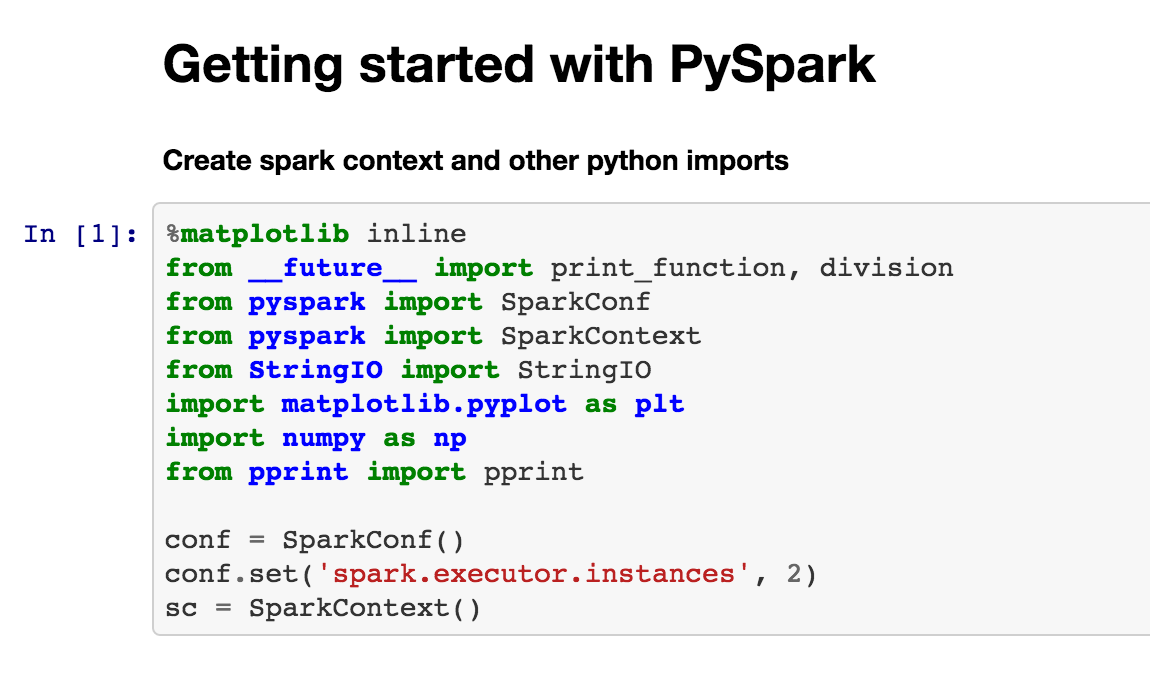 Getting started with PySpark
Create spark context and other python imports
In [1]: %matplotlib inline
from __future__ import print_function, division
from pyspark import SparkConf
from pyspark import SparkContext
from StringIO import StringIO
import matplotlib.pyplot as plt
import numpy as np
from pprint import pprint
conf = SparkConf()
conf.set('spark.executor.instances', 2)
sc = SparkContext()